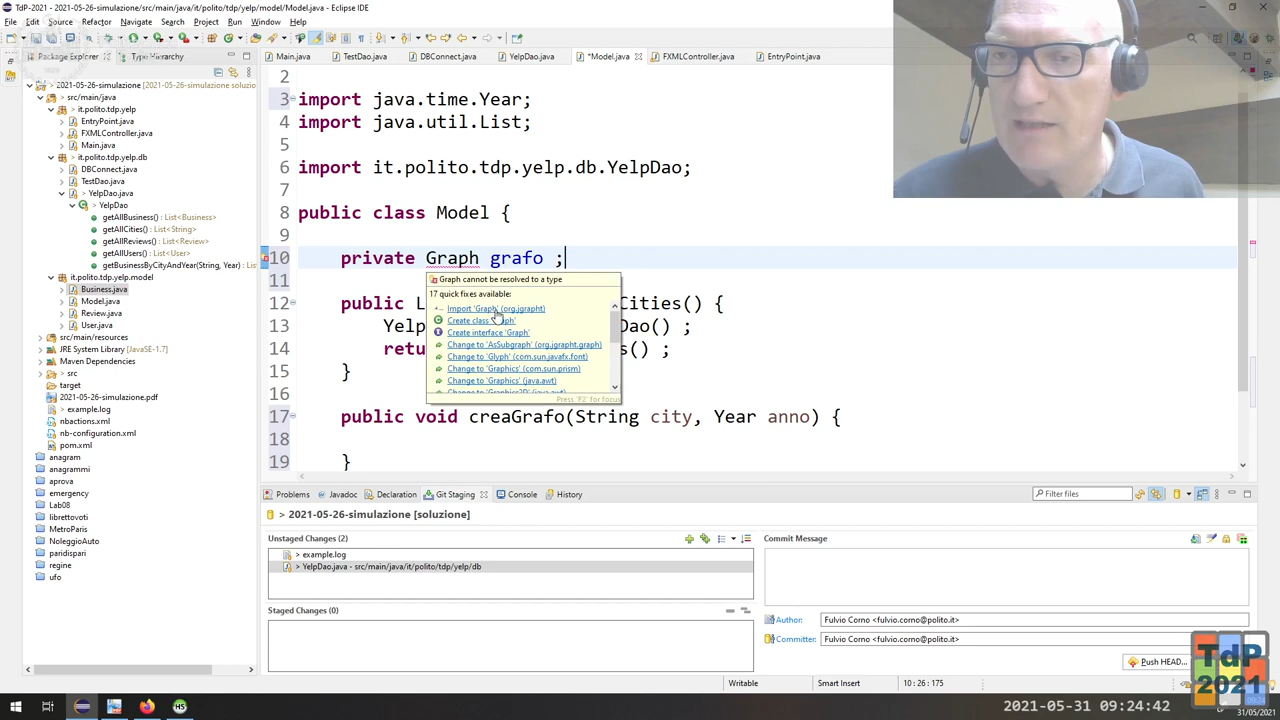 TdP-2021 - 2021-05-26-simulazione/src/main/java/it/polito/tdp/yelp/model/Model.java - Eclipse IDE
File Edit Source Refactor Navigate Search Project Run Window Help
Package Explorer Type Hierarchy
Main.java TestDao.java DBConnect.java YelpDao.java *Model.java FXMLController.java EntryPoint.java
2021-05-26-simulazione [2021-05-26-simulazione soluzio
src/main/java
it.polito.tdp.yelp
EntryPoint.java
FXMLController.java
Main.java
it.polito.tdp.yelp.db
DBConnect.java
TestDao.java
YelpDao.java
YelpDao
getAllBusiness() : List<Business>
getAllCities() : List<String>
getAllReviews() : List<Review>
getAllUsers() : List<User>
getBusinessByCityAndYear(String, Year) : List
it.polito.tdp.yelp.model
Business.java
Model.java
Review.java
User.java
src/main/resources
JRE System Library [JavaSE-1.7]
Maven Dependencies
> src
target
2021-05-26-simulazione.pdf
> example.log
nbactions.xml
nb-configuration.xml
pom.xml
anagram
anagrammi
aprova
emergency
Lab08
librettovoti
MetroParis
NoleggioAuto
paridispari
regine
ufo
2
3 import java.time.Year;
4 import java.util.List;
5
6 import it.polito.tdp.yelp.db.YelpDao;
7
8 public class Model {
9
10 private Graph grafo ;
11
12 public L Cities() {
13 Yelp Dao() ;
14 retu s() ;
15 }
16
17 public void creaGrafo(String city, Year anno) {
18
19 }
Graph cannot be resolved to a type
17 quick fixes available:
Import 'Graph' (org.jgrapht)
Create class 'Graph'
Create interface 'Graph'
Change to 'AsSubgraph' (org.jgrapht.graph)
Change to 'Glyph' (com.sun.javafx.font)
Change to 'Graphics' (com.sun.prism)
Change to 'Graphics' (java.awt)
Change to 'Graphics2D' (java.awt)
Press 'F2' for focus
Problems Javadoc Declaration Git Staging Console History
Filter files
> 2021-05-26-simulazione [soluzione]
Unstaged Changes (2)
> example.log
> YelpDao.java - src/main/java/it/polito/tdp/yelp/db
Staged Changes (0)
Commit Message
Author: Fulvio Corno <fulvio.corno@polito.it>
Committer: Fulvio Corno <fulvio.corno@polito.it>
Push HEAD...
Writable Smart Insert 10 : 26 : 175
TdP
2021
2021-05-31 09:24:42
31/05/2021